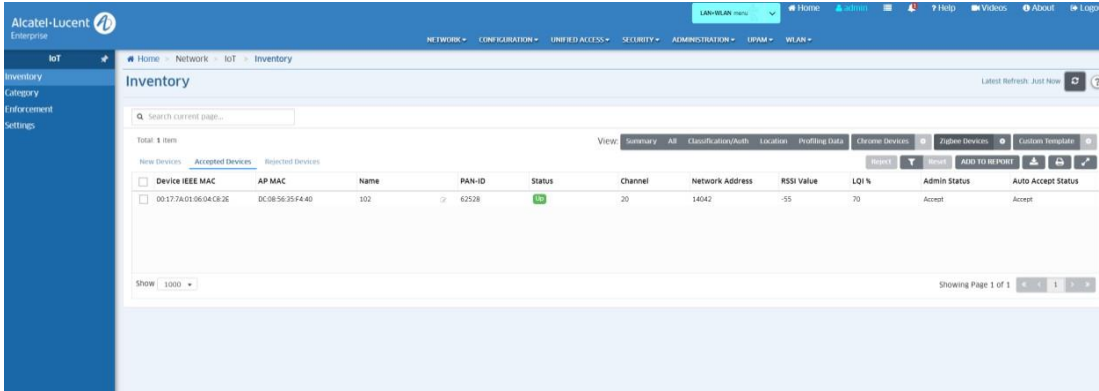 LAN+WLAN menu
Home admin ? Help Videos About Logo
Alcatel·Lucent
Enterprise
NETWORK CONFIGURATION UNIFIED ACCESS SECURITY ADMINISTRATION UPAM WLAN
IoT
Home > Network > IoT > Inventory
Inventory
Category
Enforcement
Settings
Inventory
Latest Refresh: Just Now ?
Search current page...
Total: 1 item
View: Summary All Classification/Auth Location Profiling Data Chrome Devices Zigbee Devices Custom Template
New Devices Accepted Devices Rejected Devices
Reject Reset ADD TO REPORT
Device IEEE MAC AP MAC Name PAN-ID Status Channel Network Address RSSI Value LQI % Admin Status Auto Accept Status
00:17:7A:01:06:04:C8:2E DC:08:56:35:F4:40 102 62528 Up 20 14042 -55 70 Accept Accept
Show 1000
Showing Page 1 of 1 « ‹ 1 › »